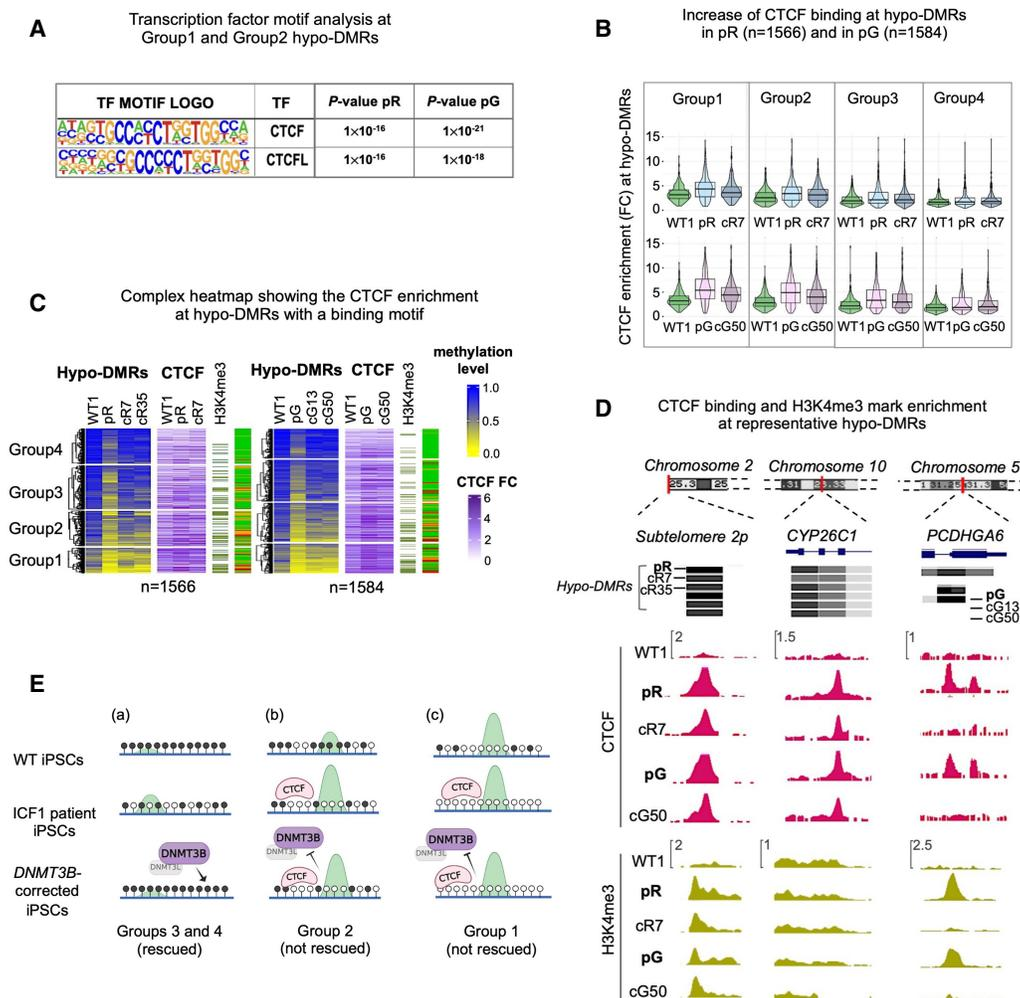 A
Transcription factor motif analysis at
Group1 and Group2 hypo-DMRs
TF MOTIF LOGO TF P-value pR P-value pG
CTCF 1×10-16 1×10-21
CTCFL 1×10-16 1×10-18
B
Increase of CTCF binding at hypo-DMRs
in pR (n=1566) and in pG (n=1584)
CTCF enrichment (FC) at hypo-DMRs
Group1 Group2 Group3 Group4
15
10
5
0
WT1 pR cR7 WT1 pR cR7 WT1 pR cR7 WT1 pR cR7
15
10
5
0
WT1 pG cG50 WT1 pG cG50 WT1 pG cG50 WT1 pG cG50
C
Complex heatmap showing the CTCF enrichment
at hypo-DMRs with a binding motif
Hypo-DMRs CTCF Hypo-DMRs CTCF
WT1 pR cR7 cR35 WT1 pR cR7 H3K4me3 WT1 pG cG13 cG50 WT1 pG cG50 H3K4me3
Group4
Group3
Group2
Group1
n=1566 n=1584
methylation
level
1.0
0.5
0.0
CTCF FC
6
4
2
0
D
CTCF binding and H3K4me3 mark enrichment
at representative hypo-DMRs
Chromosome 2 Chromosome 10 Chromosome 5
25.3 25
Subtelomere 2p CYP26C1 PCDHGA6
Hypo-DMRs
pR
cR7
cR35
pG
cG13
cG50
CTCF
2 1.5 1
WT1
pR
cR7
pG
cG50
H3K4me3
2 1 2.5
WT1
pR
cR7
pG
cG50
E
(a) (b) (c)
WT iPSCs
ICF1 patient
iPSCs
CTCF CTCF
DNMT3B-
corrected
iPSCs
DNMT3B DNMT3B DNMT3B
DNMT3L DNMT3L DNMT3L
CTCF CTCF
Groups 3 and 4
(rescued)
Group 2
(not rescued)
Group 1
(not rescued)